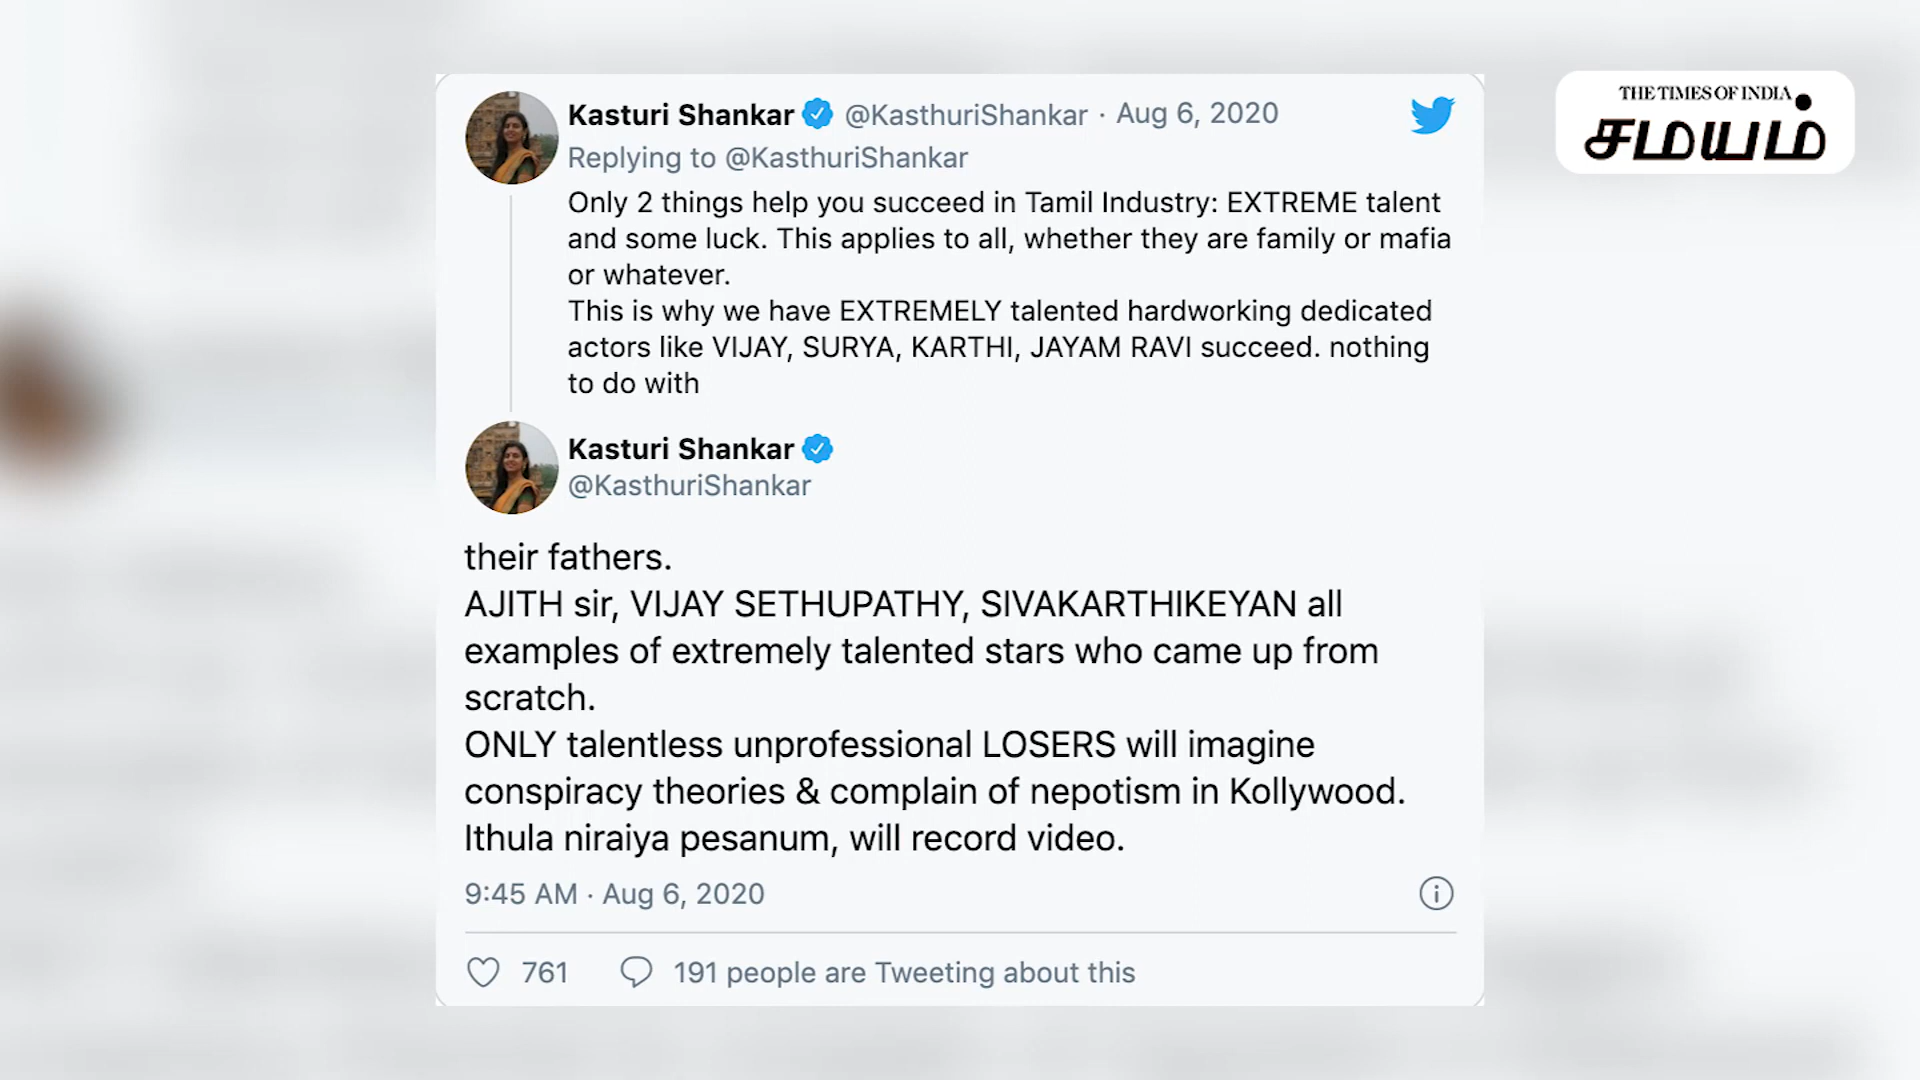 Kasturi Shankar @KasthuriShankar · Aug 6, 2020
Replying to @KasthuriShankar
Only 2 things help you succeed in Tamil Industry: EXTREME talent
and some luck. This applies to all, whether they are family or mafia
or whatever.
This is why we have EXTREMELY talented hardworking dedicated
actors like VIJAY, SURYA, KARTHI, JAYAM RAVI succeed. nothing
to do with
Kasturi Shankar
@KasthuriShankar
their fathers.
AJITH sir, VIJAY SETHUPATHY, SIVAKARTHIKEYAN all
examples of extremely talented stars who came up from
scratch.
ONLY talentless unprofessional LOSERS will imagine
conspiracy theories & complain of nepotism in Kollywood.
Ithula niraiya pesanum, will record video.
9:45 AM · Aug 6, 2020
761 191 people are Tweeting about this
THE TIMES OF INDIA
சமயம்